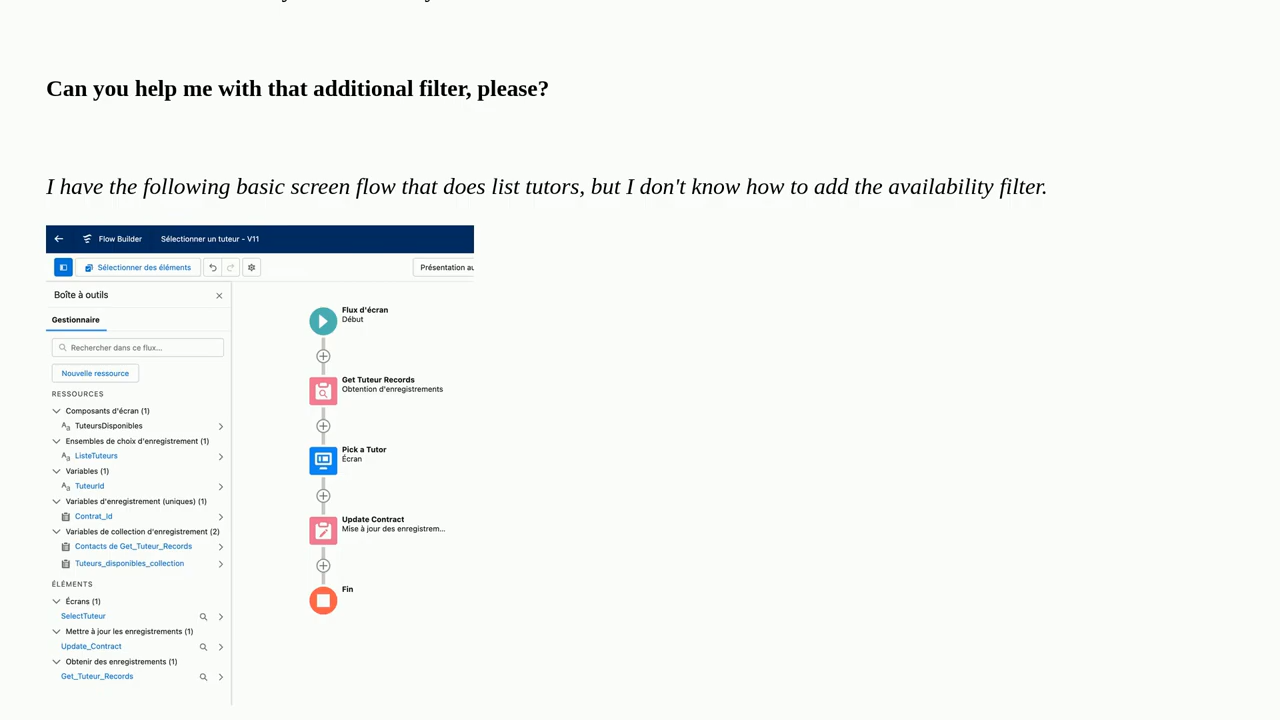 Can you help me with that additional filter, please?
I have the following basic screen flow that does list tutors, but I don't know how to add the availability filter.
Flow Builder Sélectionner un tuteur - V11
Sélectionner des éléments
Présentation au
Boîte à outils
Gestionnaire
Rechercher dans ce flux...
Nouvelle ressource
RESSOURCES
Composants d'écran (1)
TuteursDisponibles
Ensembles de choix d'enregistrement (1)
ListeTuteurs
Variables (1)
TuteurId
Variables d'enregistrement (uniques) (1)
Contrat_Id
Variables de collection d'enregistrement (2)
Contacts de Get_Tuteur_Records
Tuteurs_disponibles_collection
ÉLÉMENTS
Écrans (1)
SelectTuteur
Mettre à jour les enregistrements (1)
Update_Contract
Obtenir des enregistrements (1)
Get_Tuteur_Records
Flux d'écran
Début
Get Tuteur Records
Obtention d'enregistrements
Pick a Tutor
Écran
Update Contract
Mise à jour des enregistrem...
Fin